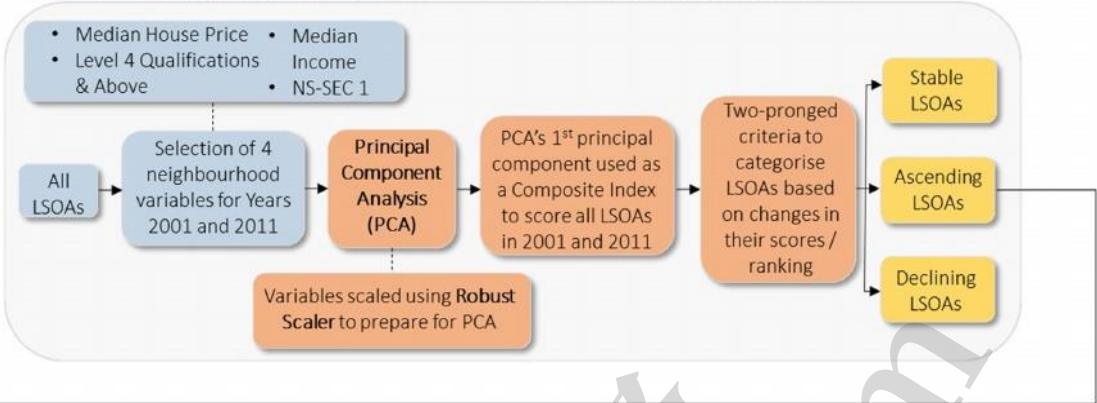 • Median House Price
• Level 4 Qualifications
& Above
• Median
Income
• NS-SEC 1
All
LSOAs
Selection of 4
neighbourhood
variables for Years
2001 and 2011
Principal
Component
Analysis
(PCA)
Variables scaled using Robust
Scaler to prepare for PCA
PCA's 1st principal
component used as
a Composite Index
to score all LSOAs
in 2001 and 2011
Two-pronged
criteria to
categorise
LSOAs based
on changes in
their scores /
ranking
Stable
LSOAs
Ascending
LSOAs
Declining
LSOAs